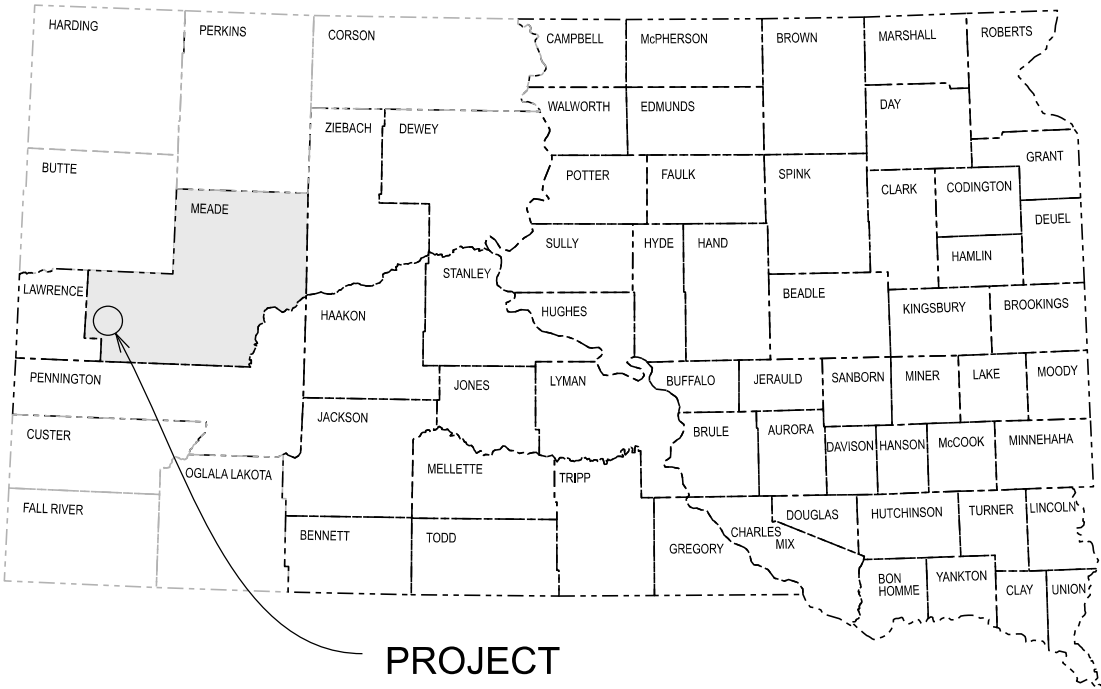 HARDING
PERKINS
CORSON
CAMPBELL
McPHERSON
BROWN
MARSHALL
ROBERTS
WALWORTH
EDMUNDS
DAY
ZIEBACH
DEWEY
GRANT
BUTTE
POTTER
FAULK
SPINK
CLARK
CODINGTON
MEADE
DEUEL
SULLY
HYDE
HAND
HAMLIN
STANLEY
LAWRENCE
BEADLE
HAAKON
HUGHES
KINGSBURY
BROOKINGS
PENNINGTON
JONES
LYMAN
BUFFALO
JERAULD
SANBORN
MINER
LAKE
MOODY
JACKSON
CUSTER
BRULE
AURORA
DAVISON
HANSON
McCOOK
MINNEHAHA
OGLALA LAKOTA
MELLETTE
TRIPP
FALL RIVER
DOUGLAS
HUTCHINSON
TURNER
LINCOLN
BENNETT
TODD
CHARLES
MIX
GREGORY
BON
HOMME
YANKTON
CLAY
UNION
PROJECT